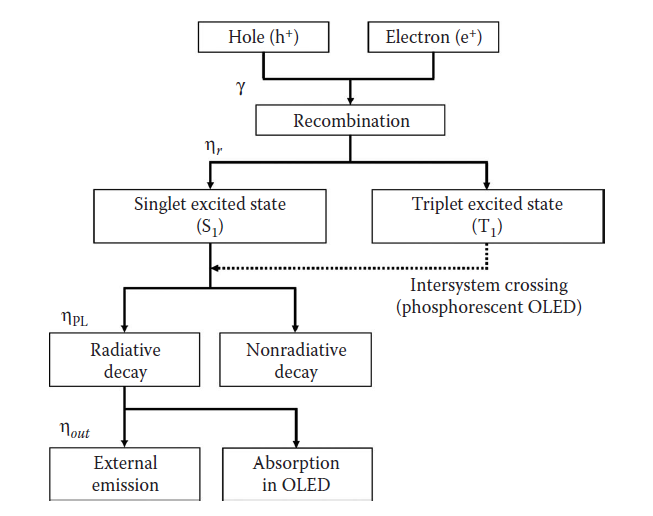 Hole (h⁺)
Electron (e⁺)
γ
Recombination
ηr
Singlet excited state
(S₁)
Triplet excited state
(T₁)
Intersystem crossing
(phosphorescent OLED)
ηPL
Radiative
decay
Nonradiative
decay
ηout
External
emission
Absorption
in OLED